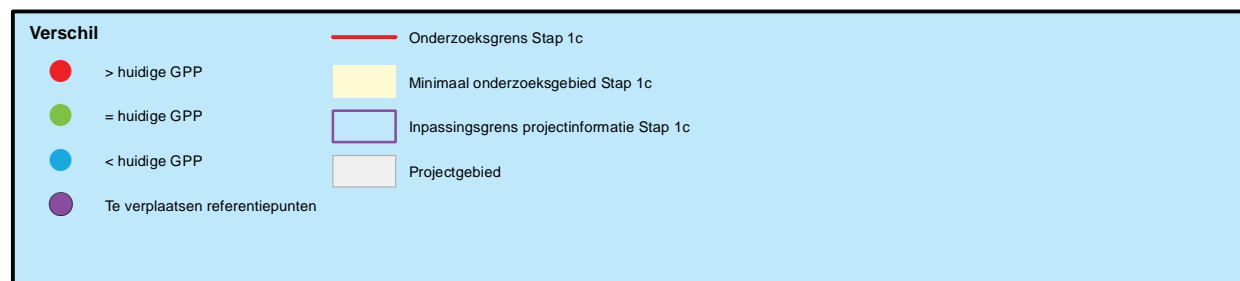 Verschil
> huidige GPP
= huidige GPP
< huidige GPP
Te verplaatsen referentiepunten
Onderzoeksgrens Stap 1c
Minimaal onderzoeksgebied Stap 1c
Inpassingsgrens projectinformatie Stap 1c
Projectgebied